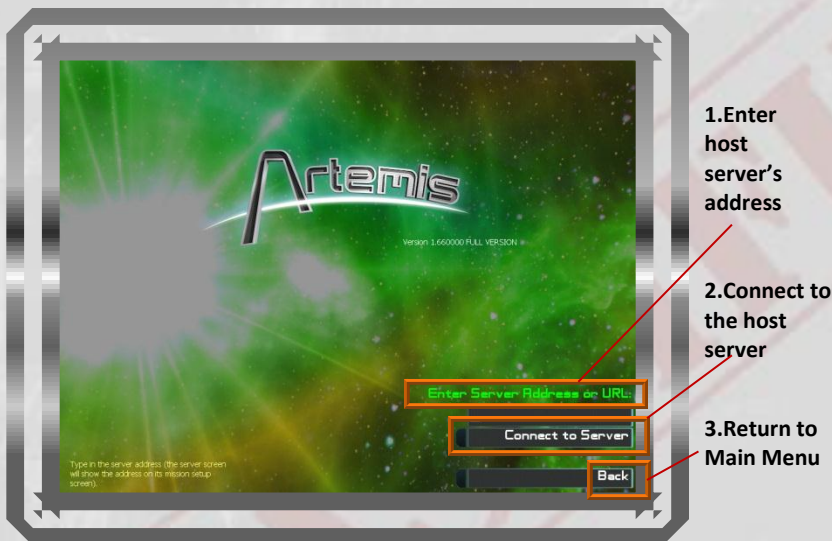 Artemis
Version 1.660000 FULL VERSION
Enter Server Address or URL:
Connect to Server
Back
Type in the server address (the server screen
will show the address on its mission setup
screen).
1.Enter
host
server’s
address
2.Connect to
the host
server
3.Return to
Main Menu